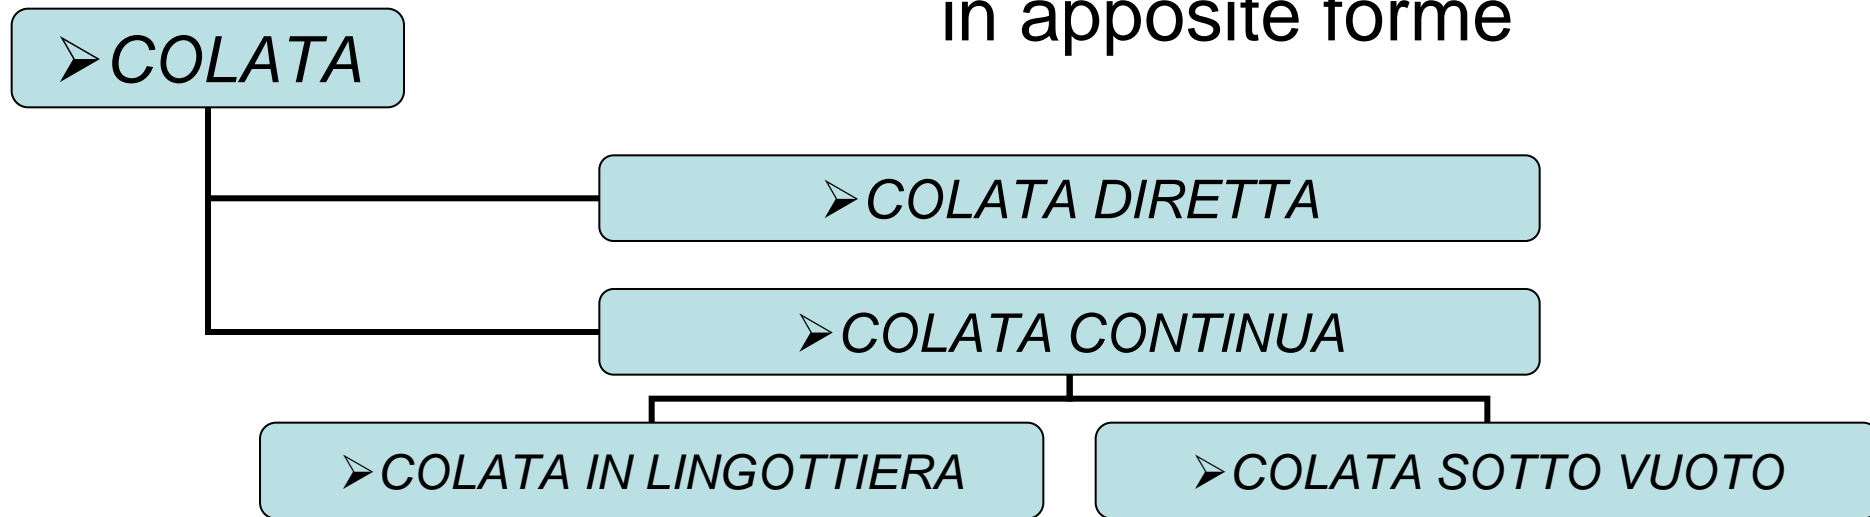 in apposite forme
➢COLATA
➢COLATA DIRETTA
➢COLATA CONTINUA
➢COLATA IN LINGOTTIERA
➢COLATA SOTTO VUOTO